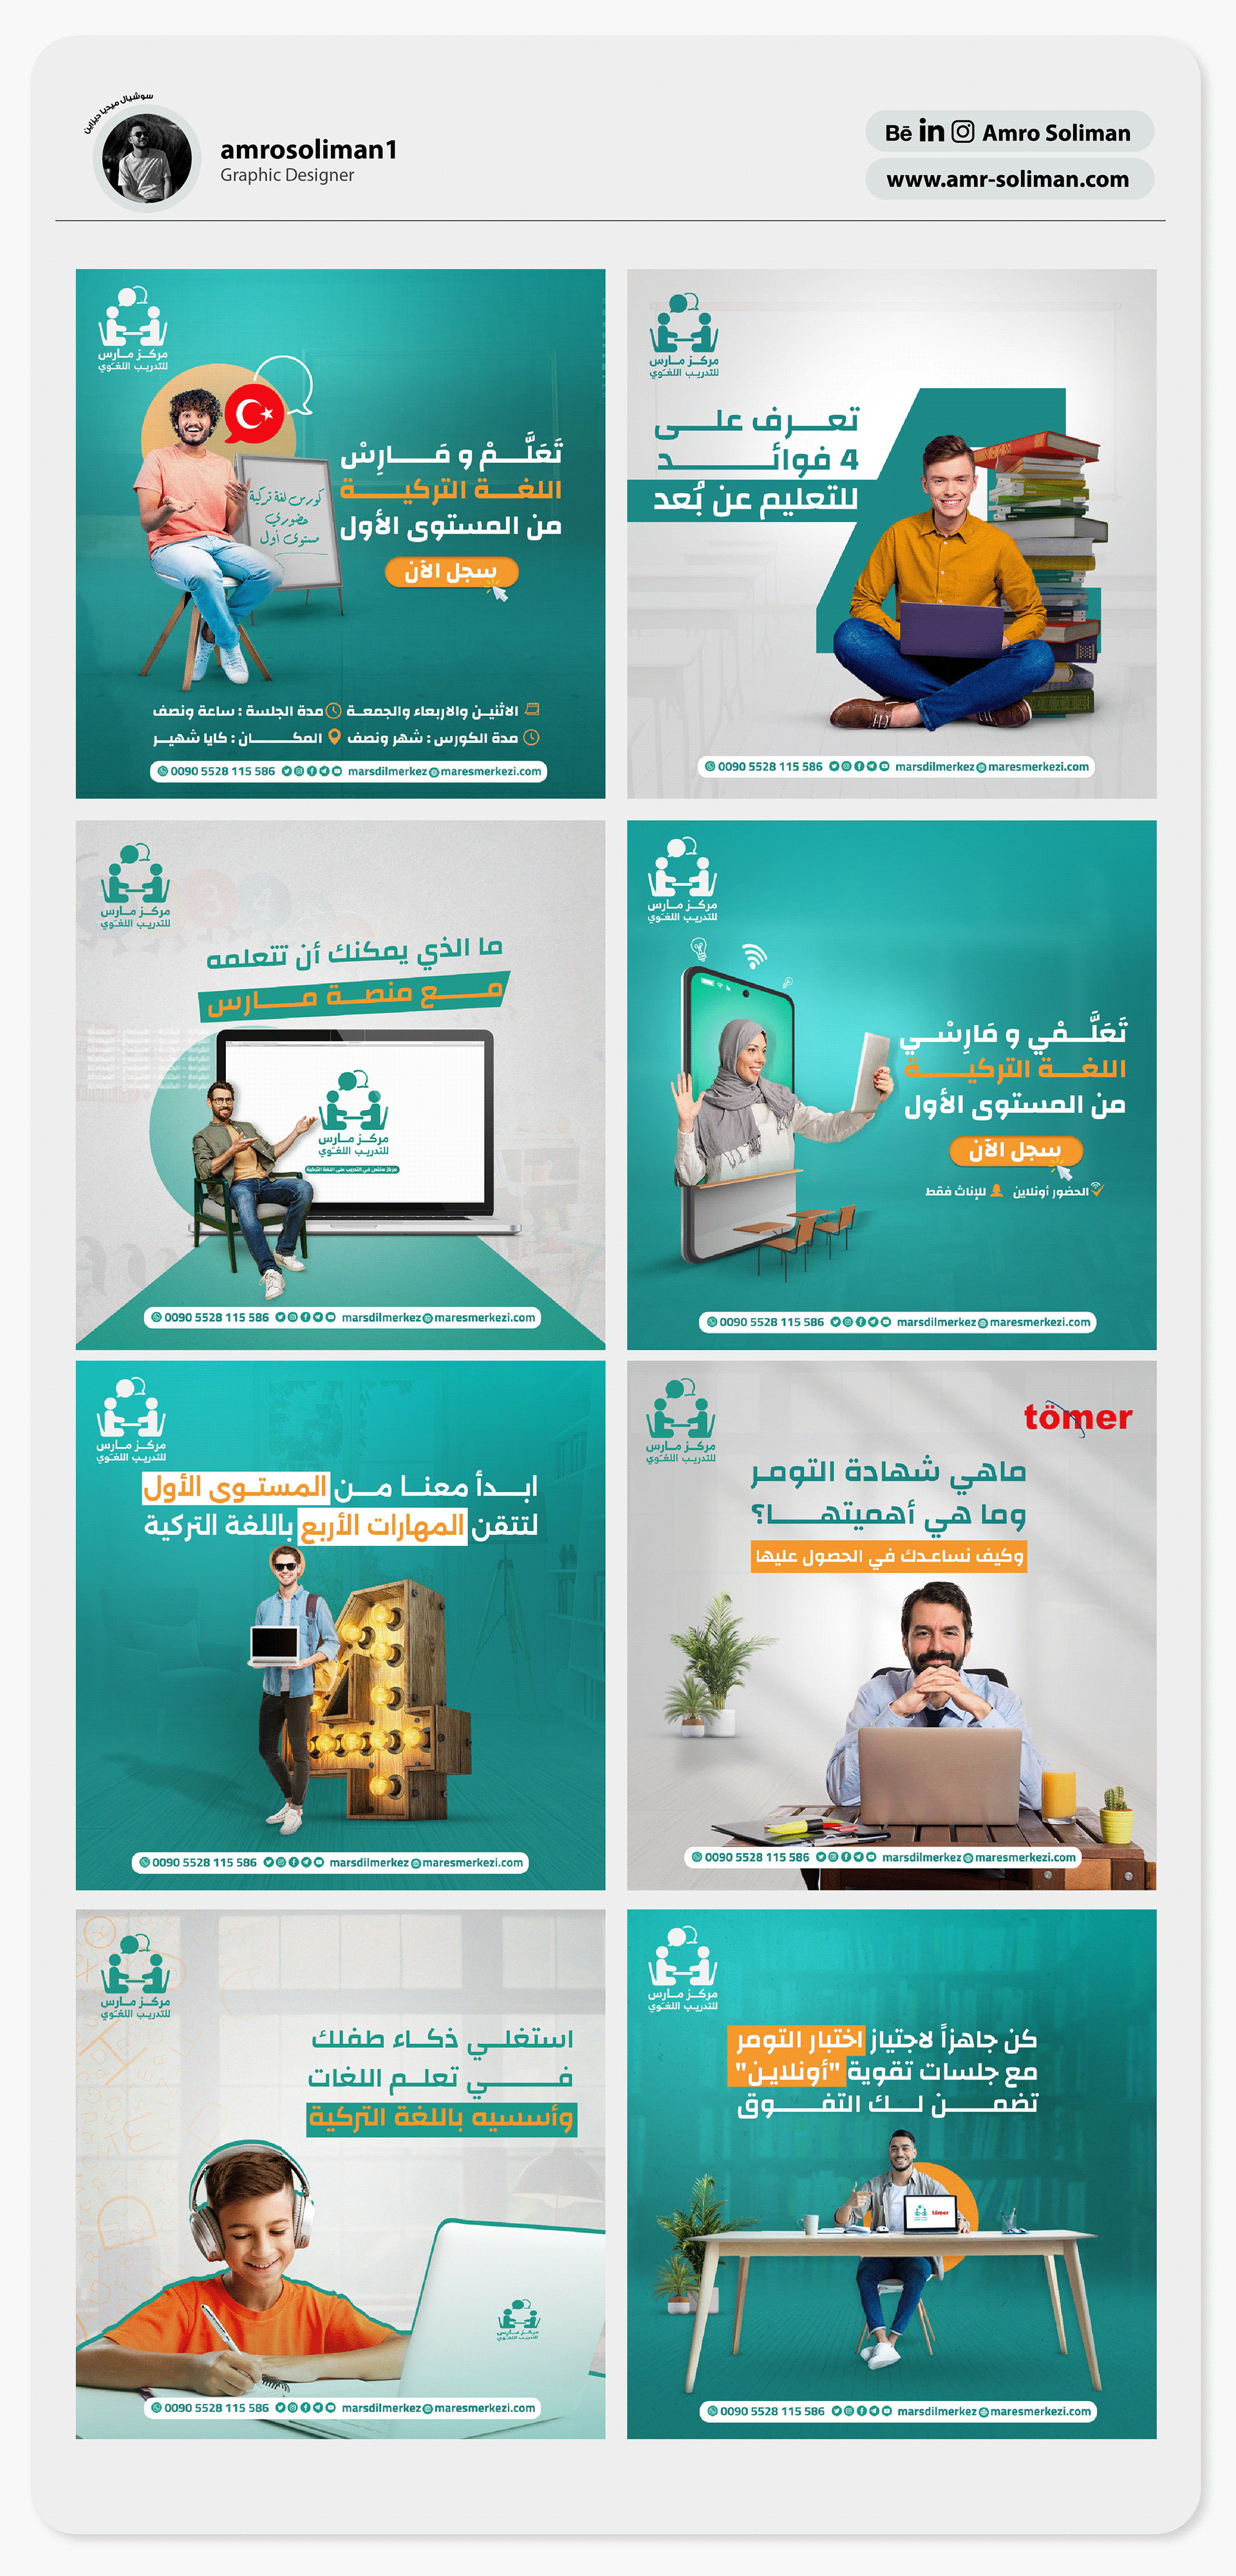 سوشيال ميديا ديزاين
amrosoliman1
Graphic Designer
Bē in Amro Soliman
www.amr-soliman.com
مركز مارس
للتدريب اللغوي
تَعَلَّمْ و مَارِسْ
اللغة التركية
من المستوى الأول
كورس لغة تركية
حضوري
مستوى أول
سجل الآن
الاثنين والاربعاء والجمعة مدة الجلسة : ساعة ونصف
مدة الكورس : شهر ونصف المكان : كايا شهير
0090 5528 115 586 marsdilmerkez maresmerkezi.com
مركز مارس
للتدريب اللغوي
تعرف على
4 فوائد
للتعليم عن بُعد
0090 5528 115 586 marsdilmerkez maresmerkezi.com
مركز مارس
للتدريب اللغوي
ما الذي يمكنك أن تتعلمه
مع منصة مارس
مركز مارس
للتدريب اللغوي
مركز مختص في التدريب على اللغة التركية
0090 5528 115 586 marsdilmerkez maresmerkezi.com
مركز مارس
للتدريب اللغوي
تَعَلَّمْي و مَارِسْي
اللغة التركية
من المستوى الأول
سجل الآن
الحضور أونلاين للإناث فقط
0090 5528 115 586 marsdilmerkez maresmerkezi.com
مركز مارس
للتدريب اللغوي
ابدأ معنا من المستوى الأول
لتتقن المهارات الأربع باللغة التركية
0090 5528 115 586 marsdilmerkez maresmerkezi.com
مركز مارس
للتدريب اللغوي
tömer
ماهي شهادة التومر
وما هي أهميتها؟
وكيف نساعدك في الحصول عليها
0090 5528 115 586 marsdilmerkez maresmerkezi.com
مركز مارس
للتدريب اللغوي
استغلي ذكاء طفلك
في تعلم اللغات
وأسسيه باللغة التركية
مركز مارس
للتدريب اللغوي
0090 5528 115 586 marsdilmerkez maresmerkezi.com
مركز مارس
للتدريب اللغوي
كن جاهزاً لاجتياز اختبار التومر
مع جلسات تقوية "أونلاين"
تضمن لك التفوق
tömer
0090 5528 115 586 marsdilmerkez maresmerkezi.com